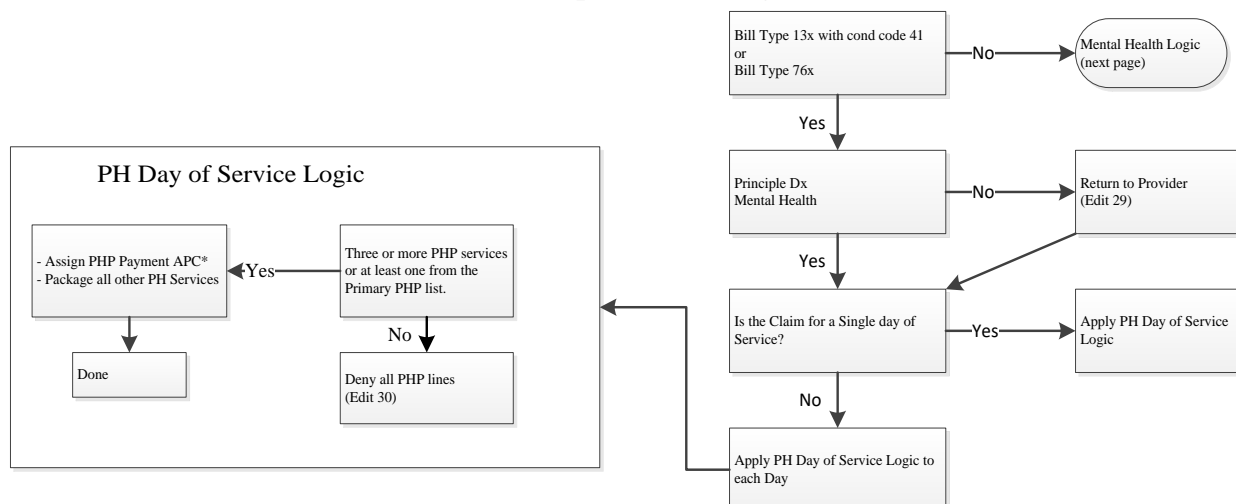 Bill Type 13x with cond code 41
or
Bill Type 76x
No
Mental Health Logic
(next page)
Yes
Principle Dx
Mental Health
No
Return to Provider
(Edit 29)
Yes
Is the Claim for a Single day of
Service?
Yes
Apply PH Day of Service
Logic
No
Apply PH Day of Service Logic to
each Day
PH Day of Service Logic
Three or more PHP services
or at least one from the
Primary PHP list.
Yes
- Assign PHP Payment APC*
- Package all other PH Services
Done
No
Deny all PHP lines
(Edit 30)